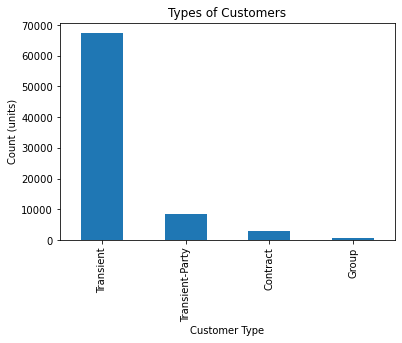 Types of Customers
Count (units)
70000
60000
50000
40000
30000
20000
10000
0
Transient
Transient-Party
Contract
Group
Customer Type